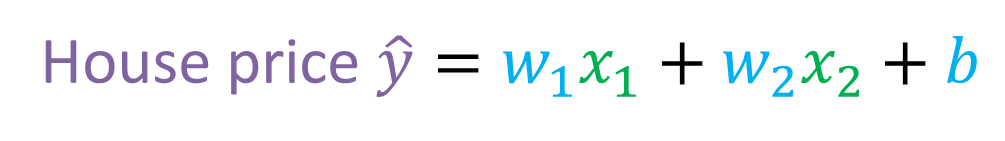 House price ŷ = w₁x₁ + w₂x₂ + b